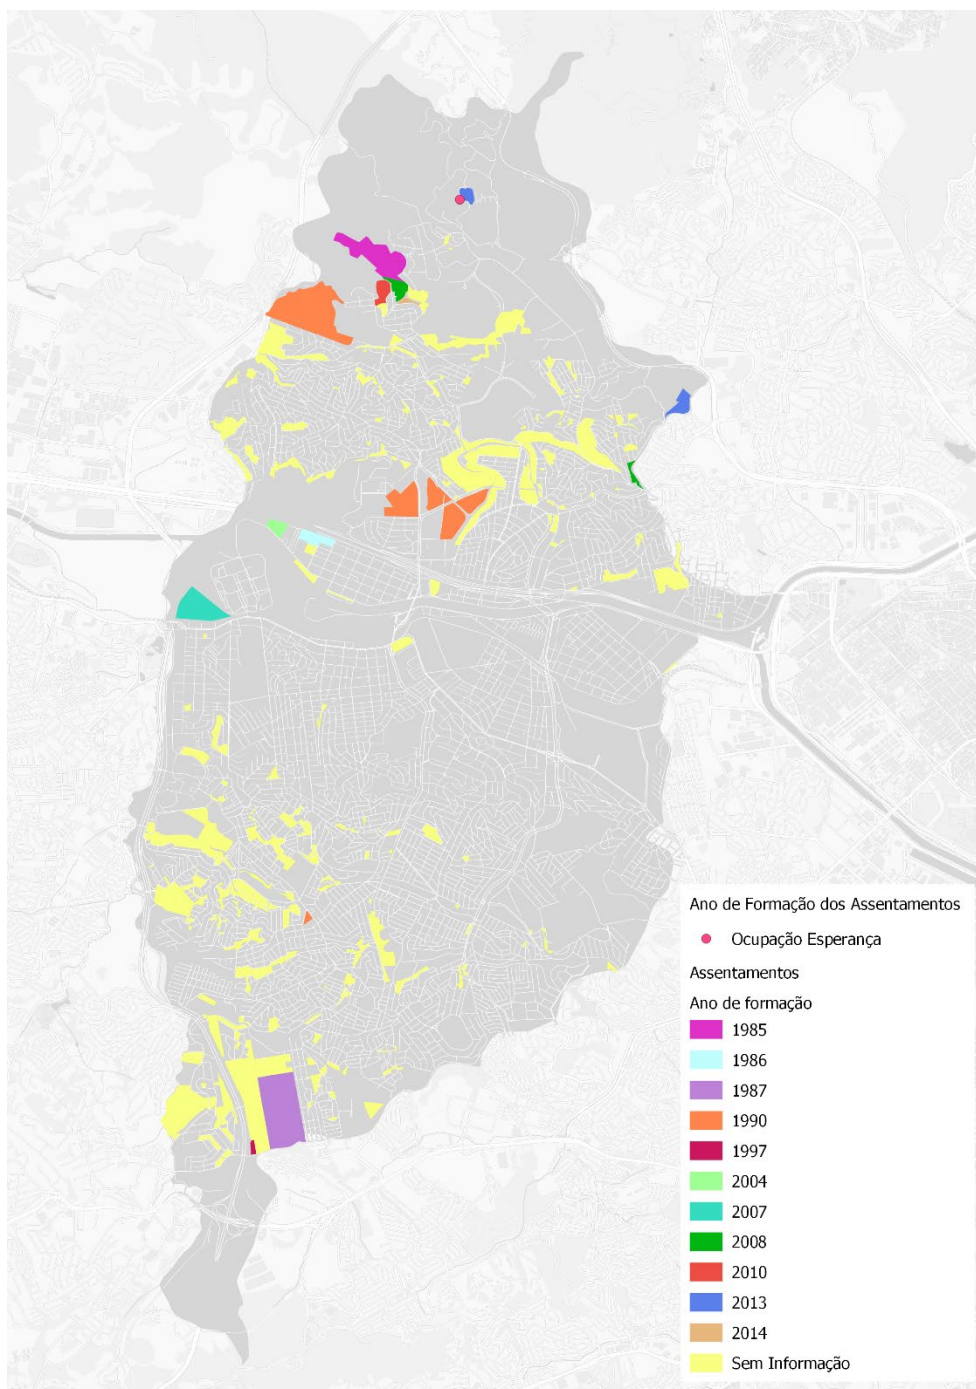 Ano de Formação dos Assentamentos
Ocupação Esperança
Assentamentos
Ano de formação
1985
1986
1987
1990
1997
2004
2007
2008
2010
2013
2014
Sem Informação